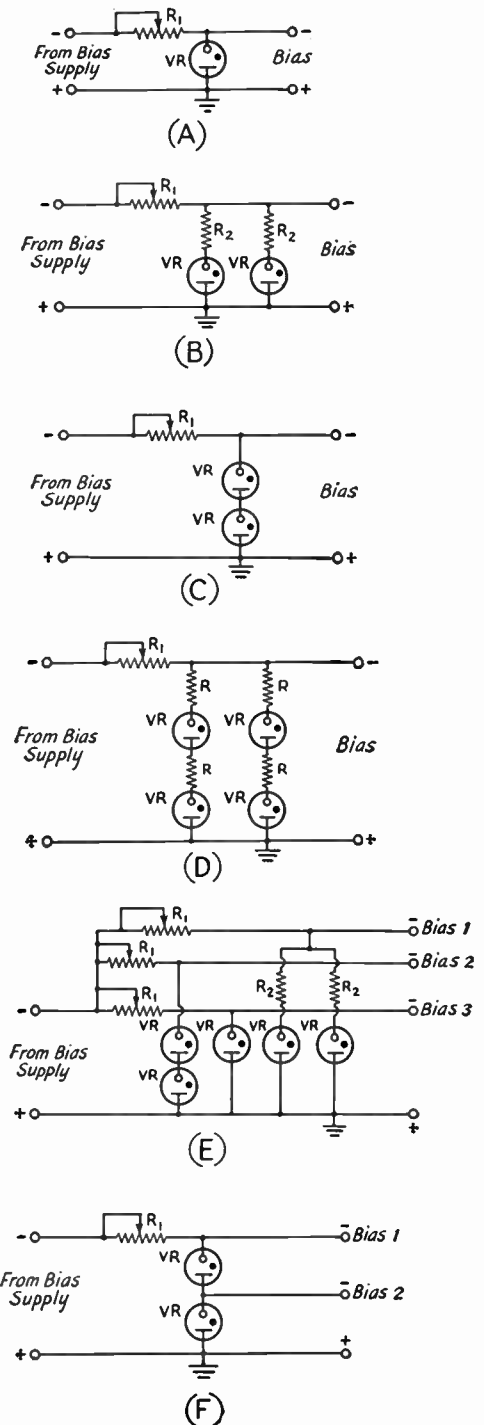 - R1 -
From Bias
Supply
VR
Bias
+ +
(A)
- R1 -
R2 R2
From Bias
Supply
VR VR
Bias
+ +
(B)
- R1 -
VR
From Bias
Supply
Bias
VR
+ +
(C)
- R1 -
R R
VR VR
From Bias
Supply
Bias
R R
VR VR
+ +
(D)
R1 - Bias 1
R1 - Bias 2
R2 R2
- R1 - Bias 3
VR VR VR VR
From Bias
Supply
VR
+ +
(E)
- R1 - Bias 1
VR
From Bias
Supply
- Bias 2
VR
+ +
(F)